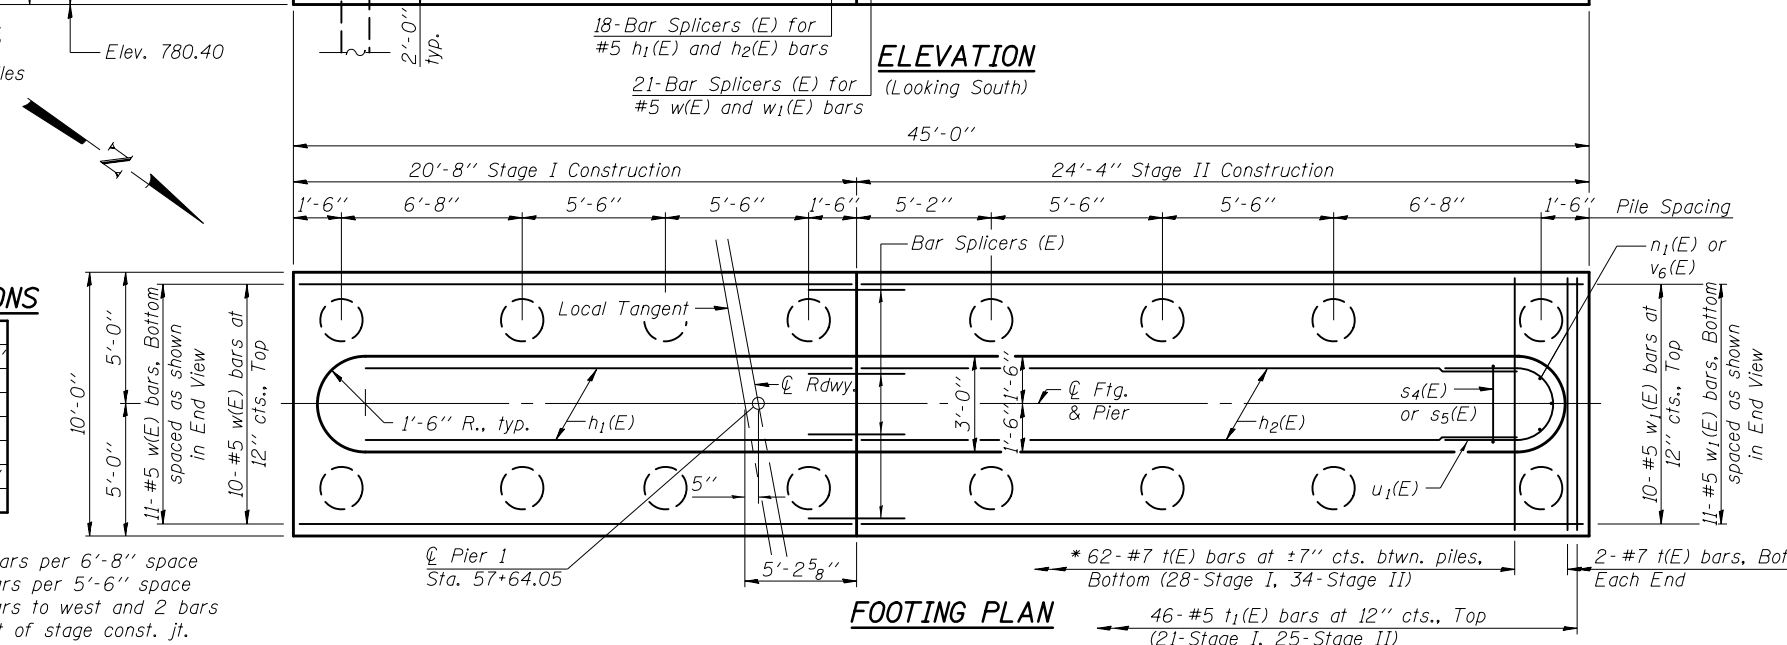 Elev. 780.40
2'-0"
typ.
18-Bar Splicers (E) for
#5 h1(E) and h2(E) bars
21-Bar Splicers (E) for
#5 w(E) and w1(E) bars
ELEVATION
(Looking South)
N
45'-0"
20'-8" Stage I Construction
24'-4" Stage II Construction
1'-6"
6'-8"
5'-6"
5'-6"
1'-6"
5'-2"
5'-6"
5'-6"
6'-8"
1'-6"
Pile Spacing
Bar Splicers (E)
n1(E) or
v6(E)
Local Tangent
10'-0"
5'-0"
5'-0"
11-#5 w(E) bars, Bottom
spaced as shown
in End View
10-#5 w(E) bars at
12" cts., Top
1'-6" R., typ.
h1(E)
℄ Rdwy.
3'-0"
1'-6"
1'-6"
℄ Ftg.
& Pier
h2(E)
s4(E)
or s5(E)
u1(E)
10-#5 w1(E) bars at
12" cts., Top
11-#5 w1(E) bars, Bottom
spaced as shown
in End View
5"
5'-2 5/8"
℄ Pier 1
Sta. 57+64.05
* 62-#7 t(E) bars at ±7" cts. btwn. piles,
Bottom (28-Stage I, 34-Stage II)
2-#7 t(E) bars, Bot
Each End
46-#5 t1(E) bars at 12" cts., Top
(21-Stage I, 25-Stage II)
FOOTING PLAN
per 6'-8" space
per 5'-6" space
to west and 2 bars
of stage const. jt.